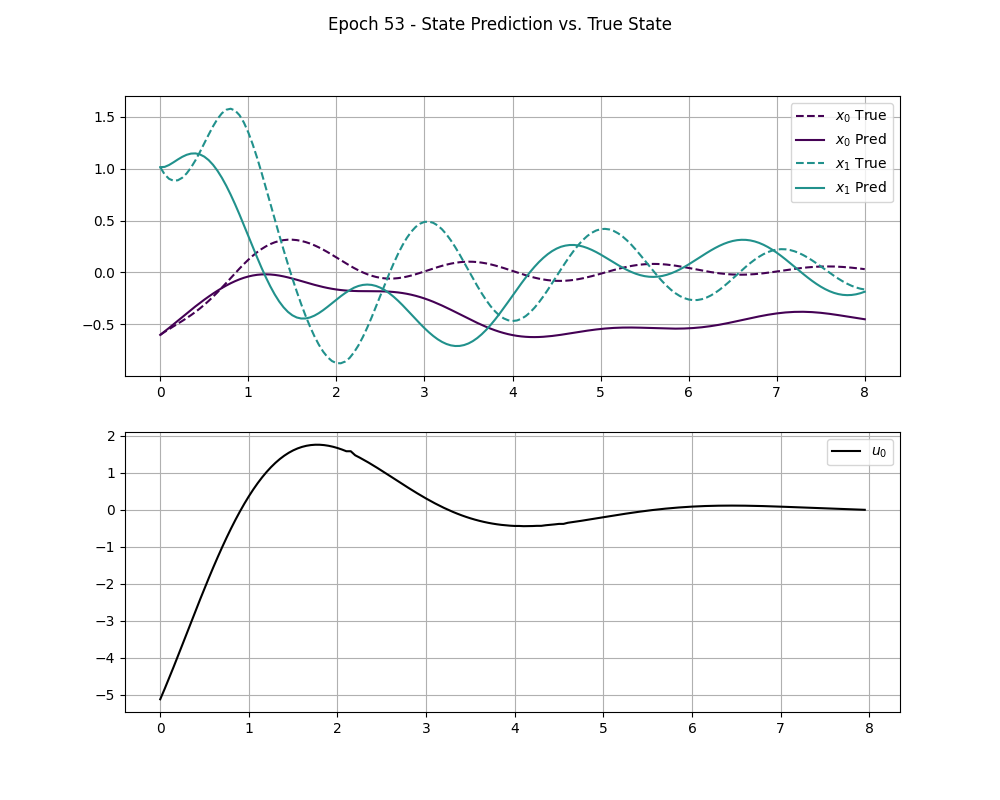 Epoch 53 - State Prediction vs. True State
1.5
1.0
0.5
0.0
−0.5
0 1 2 3 4 5 6 7 8
x₀ True
x₀ Pred
x₁ True
x₁ Pred
2
1
0
−1
−2
−3
−4
−5
0 1 2 3 4 5 6 7 8
u₀